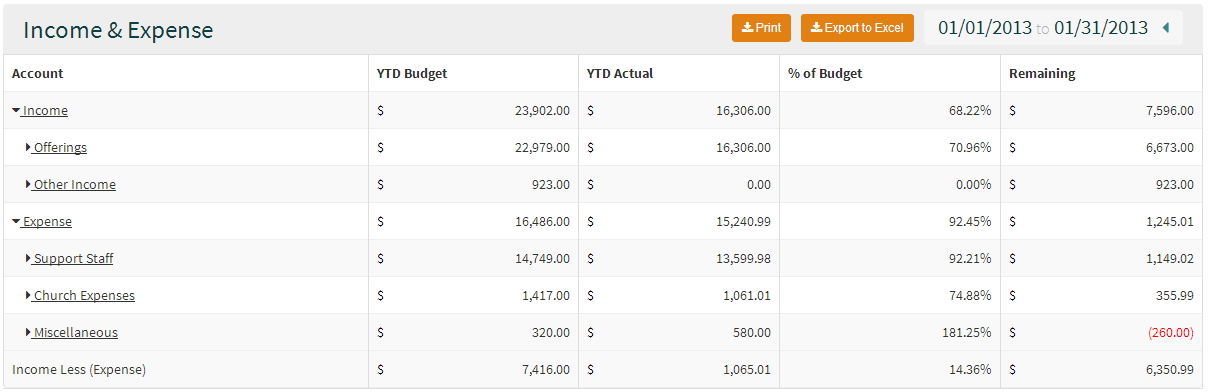 Income & Expense Print Export to Excel 01/01/2013 to 01/31/2013
Account YTD Budget YTD Actual % of Budget Remaining
Income $ 23,902.00 $ 16,306.00 68.22% $ 7,596.00
Offerings $ 22,979.00 $ 16,306.00 70.96% $ 6,673.00
Other Income $ 923.00 $ 0.00 0.00% $ 923.00
Expense $ 16,486.00 $ 15,240.99 92.45% $ 1,245.01
Support Staff $ 14,749.00 $ 13,599.98 92.21% $ 1,149.02
Church Expenses $ 1,417.00 $ 1,061.01 74.88% $ 355.99
Miscellaneous $ 320.00 $ 580.00 181.25% $ (260.00)
Income Less (Expense) $ 7,416.00 $ 1,065.01 14.36% $ 6,350.99